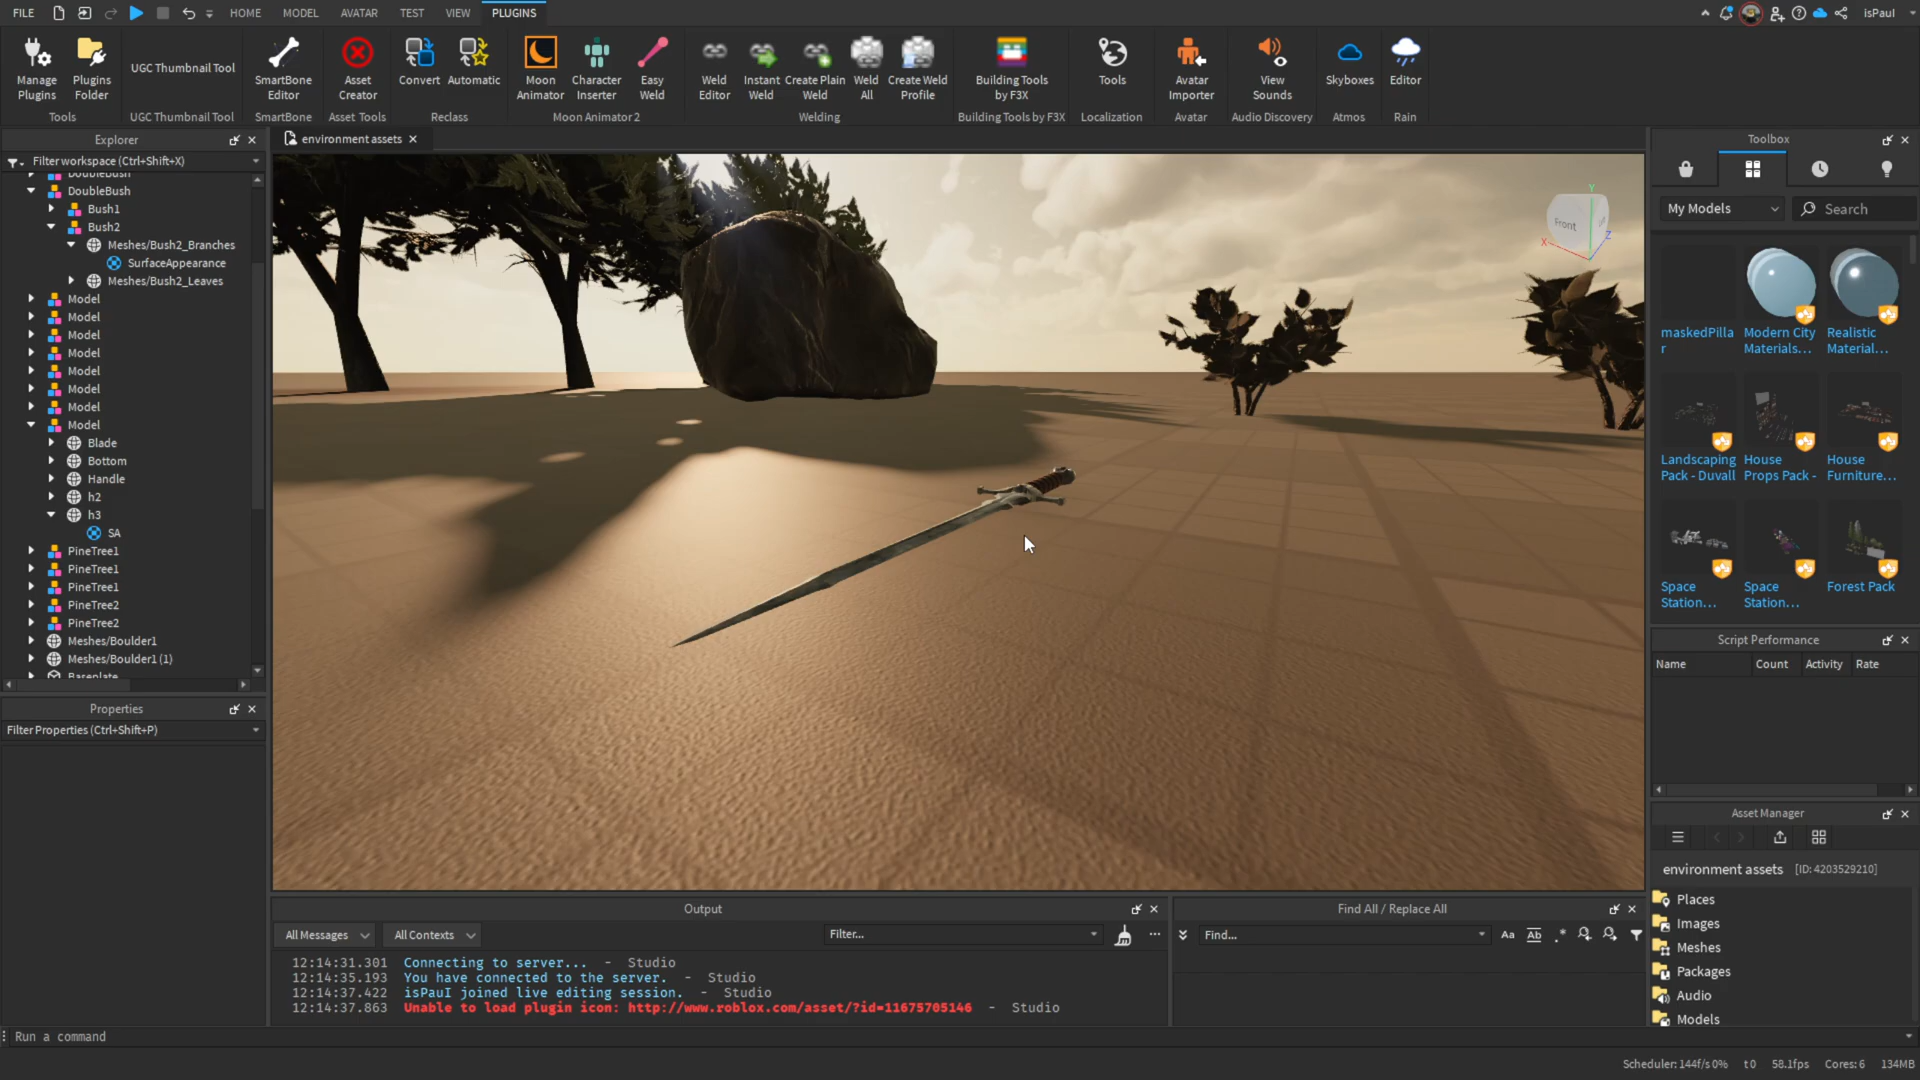 FILE
HOME
MODEL
AVATAR
TEST
VIEW
PLUGINS
isPaul
Manage Plugins
Plugins Folder
Tools
UGC Thumbnail Tool
UGC Thumbnail Tool
SmartBone Editor
SmartBone
Asset Creator
Asset Tools
Convert
Automatic
Reclass
Moon Animator
Character Inserter
Easy Weld
Moon Animator 2
Weld Editor
Instant Weld
Create Plain Weld
Weld All
Create Weld Profile
Welding
Building Tools by F3X
Building Tools by F3X
Tools
Localization
Avatar Importer
Avatar
View Sounds
Audio Discovery
Skyboxes
Atmos
Editor
Rain
Explorer
Filter workspace (Ctrl+Shift+X)
DoubleBush
DoubleBush
Bush1
Bush2
Meshes/Bush2_Branches
SurfaceAppearance
Meshes/Bush2_Leaves
Model
Model
Model
Model
Model
Model
Model
Model
Blade
Bottom
Handle
h2
h3
SA
PineTree1
PineTree1
PineTree1
PineTree2
PineTree2
Meshes/Boulder1
Meshes/Boulder1 (1)
Baseplate
Properties
Filter Properties (Ctrl+Shift+P)
environment assets
Y
Front
X
Z
Toolbox
My Models
Search
maskedPilla
r
Modern City
Materials...
Realistic
Material...
Landscaping
Pack - Duvall
House
Props Pack -
House
Furniture...
Space
Station...
Space
Station...
Forest Pack
Script Performance
Name Count Activity Rate
Asset Manager
environment assets [ID: 4203529210]
Places
Images
Meshes
Packages
Audio
Models
Output
All Messages
All Contexts
Filter...
12:14:31.301 Connecting to server... - Studio
12:14:35.193 You have connected to the server. - Studio
12:14:37.422 isPaul joined live editing session. - Studio
12:14:37.863 Unable to load plugin icon: http://www.roblox.com/asset/?id=11675705146 - Studio
Find All / Replace All
Find...
Aa
Ab
.*
Run a command
Scheduler: 144f/s 0% t 0 58.1fps Cores: 6 134MB